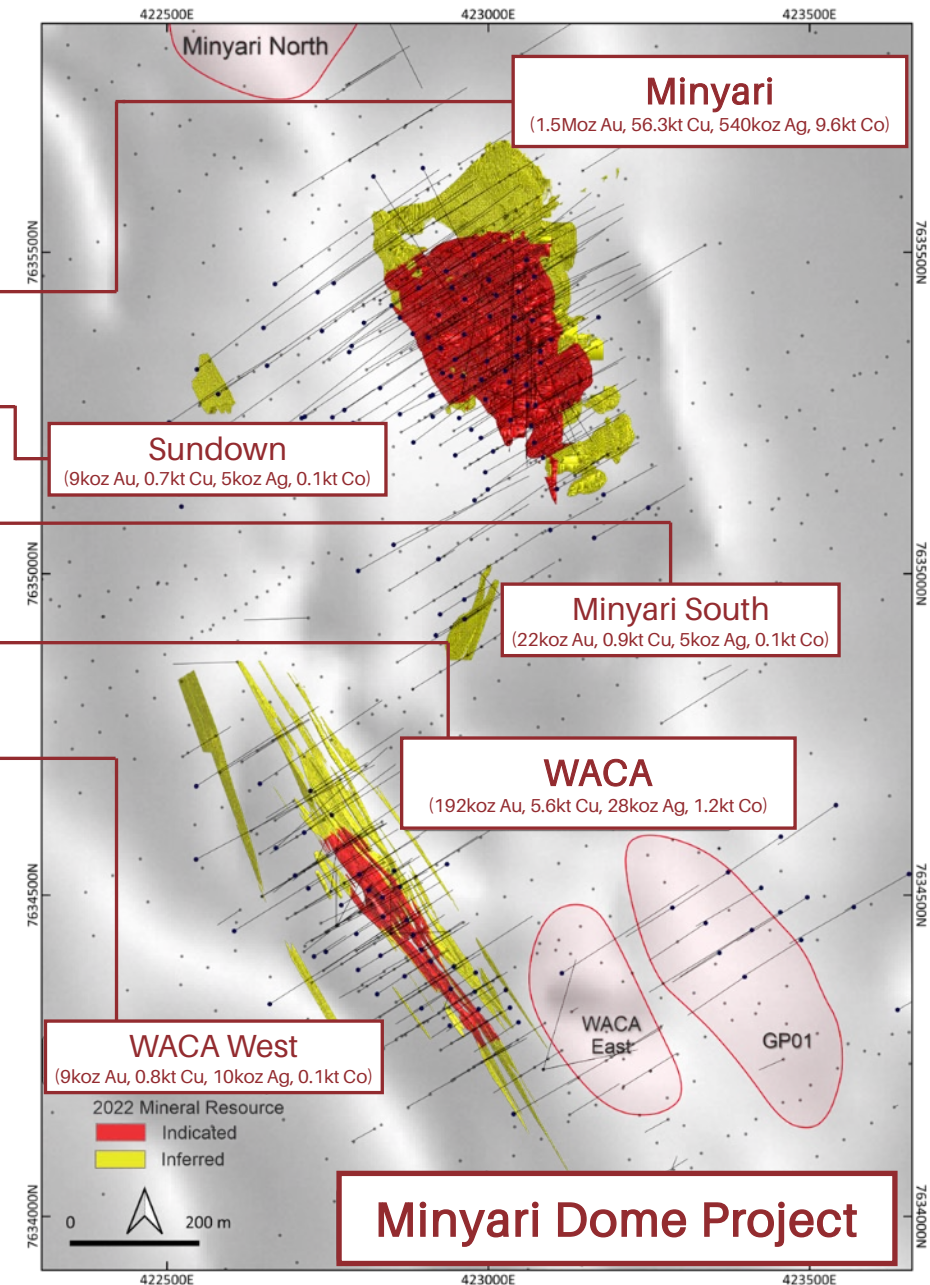 422500E
423000E
423500E
Minyari North
Minyari
(1.5Moz Au, 56.3kt Cu, 540koz Ag, 9.6kt Co)
7635500N
7635500N
Sundown
(9koz Au, 0.7kt Cu, 5koz Ag, 0.1kt Co)
7635000N
7635000N
Minyari South
(22koz Au, 0.9kt Cu, 5koz Ag, 0.1kt Co)
WACA
(192koz Au, 5.6kt Cu, 28koz Ag, 1.2kt Co)
7634500N
7634500N
WACA
East
GP01
WACA West
(9koz Au, 0.8kt Cu, 10koz Ag, 0.1kt Co)
2022 Mineral Resource
Indicated
Inferred
0
200 m
7634000N
7634000N
Minyari Dome Project
422500E
423000E
423500E